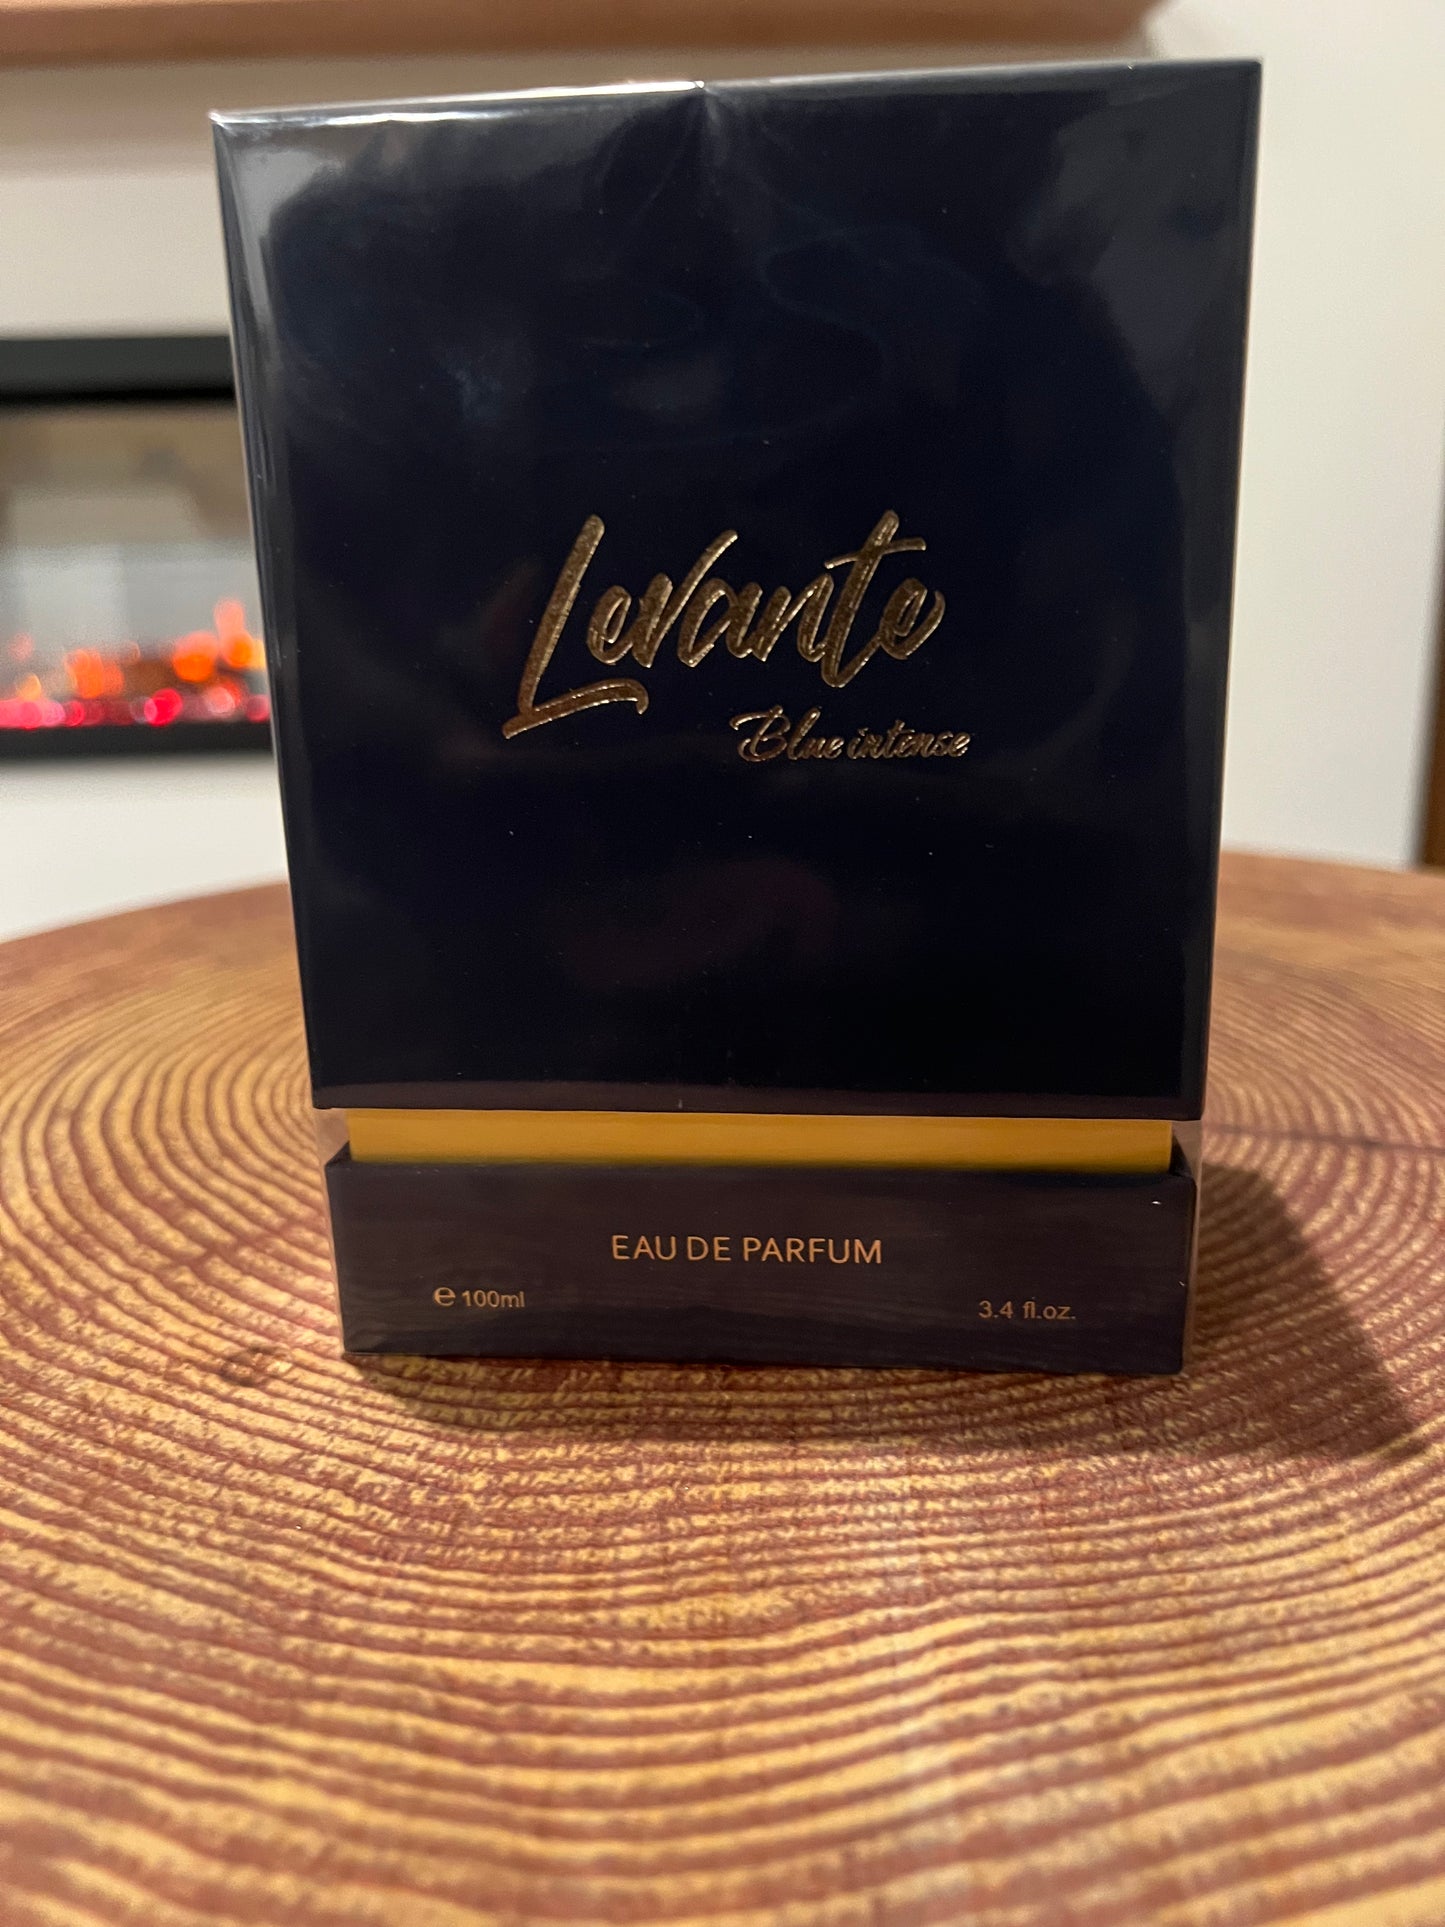 Levante
Blue intense
EAU DE PARFUM
℮ 100ml
3.4 fl.oz.